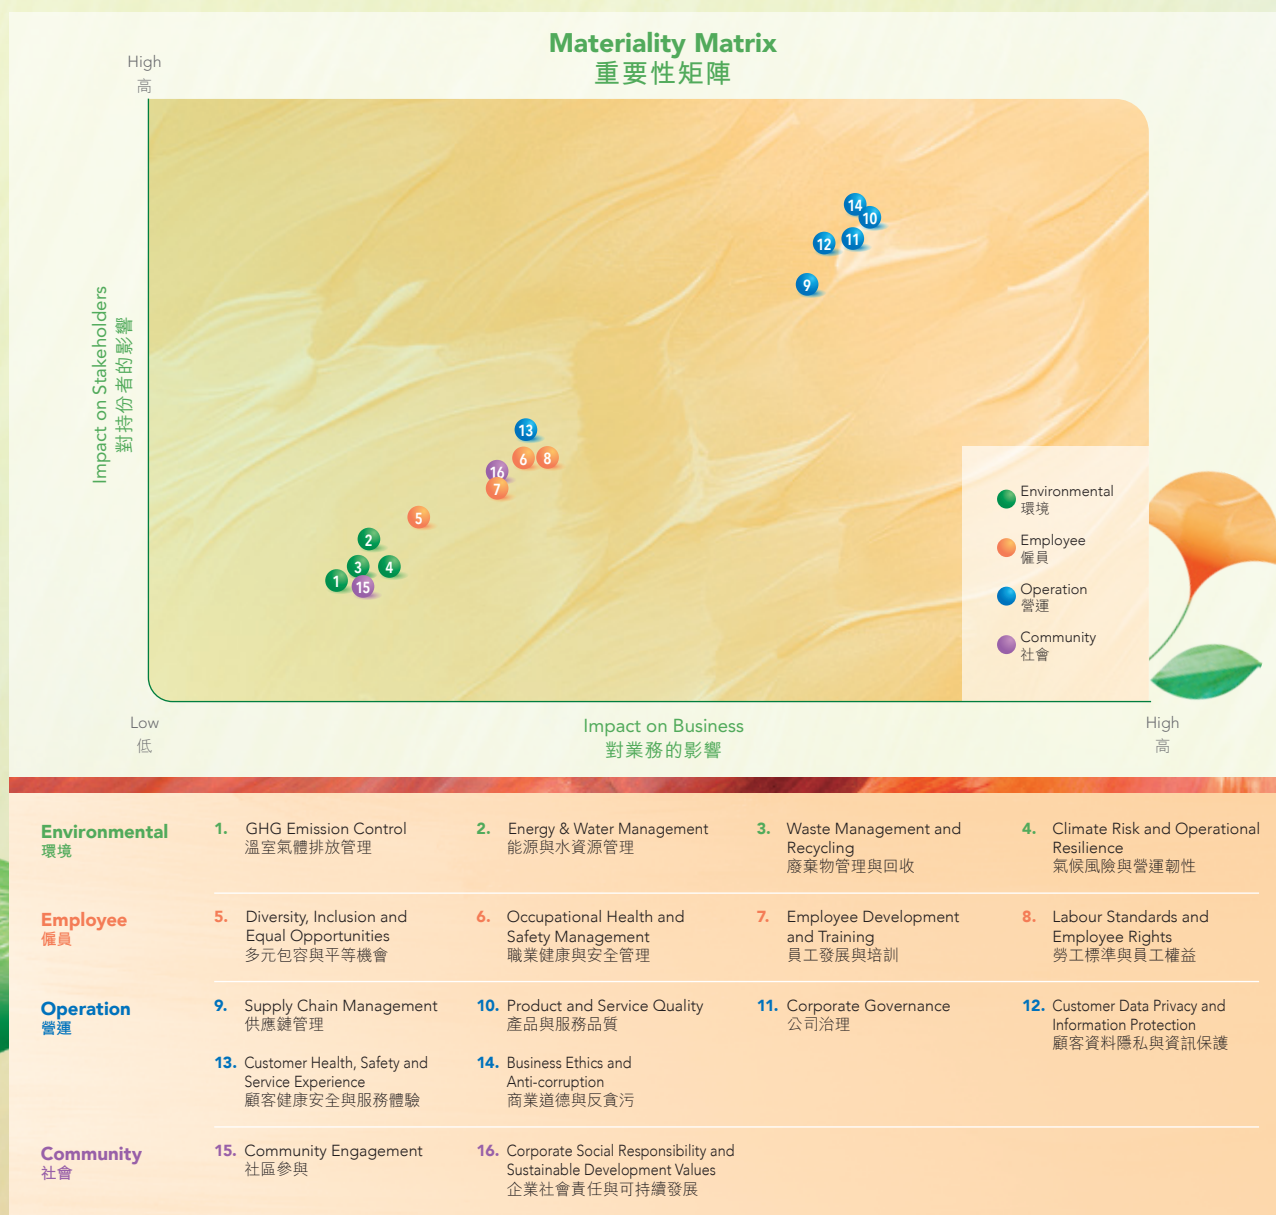 Materiality Matrix
重要性矩陣
High
高
Impact on Stakeholders
對持份者的影響
14
10
12
11
9
13
6
8
16
7
5
2
3
4
1
15
Environmental
環境
Employee
僱員
Operation
營運
Community
社會
Low
低
Impact on Business
對業務的影響
High
高
Environmental
環境
1. GHG Emission Control
溫室氣體排放管理
2. Energy & Water Management
能源與水資源管理
3. Waste Management and
Recycling
廢棄物管理與回收
4. Climate Risk and Operational
Resilience
氣候風險與營運韌性
Employee
僱員
5. Diversity, Inclusion and
Equal Opportunities
多元包容與平等機會
6. Occupational Health and
Safety Management
職業健康與安全管理
7. Employee Development
and Training
員工發展與培訓
8. Labour Standards and
Employee Rights
勞工標準與員工權益
Operation
營運
9. Supply Chain Management
供應鏈管理
10. Product and Service Quality
產品與服務品質
11. Corporate Governance
公司治理
12. Customer Data Privacy and
Information Protection
顧客資料隱私與資訊保護
13. Customer Health, Safety and
Service Experience
顧客健康安全與服務體驗
14. Business Ethics and
Anti-corruption
商業道德與反貪污
Community
社會
15. Community Engagement
社區參與
16. Corporate Social Responsibility and
Sustainable Development Values
企業社會責任與可持續發展